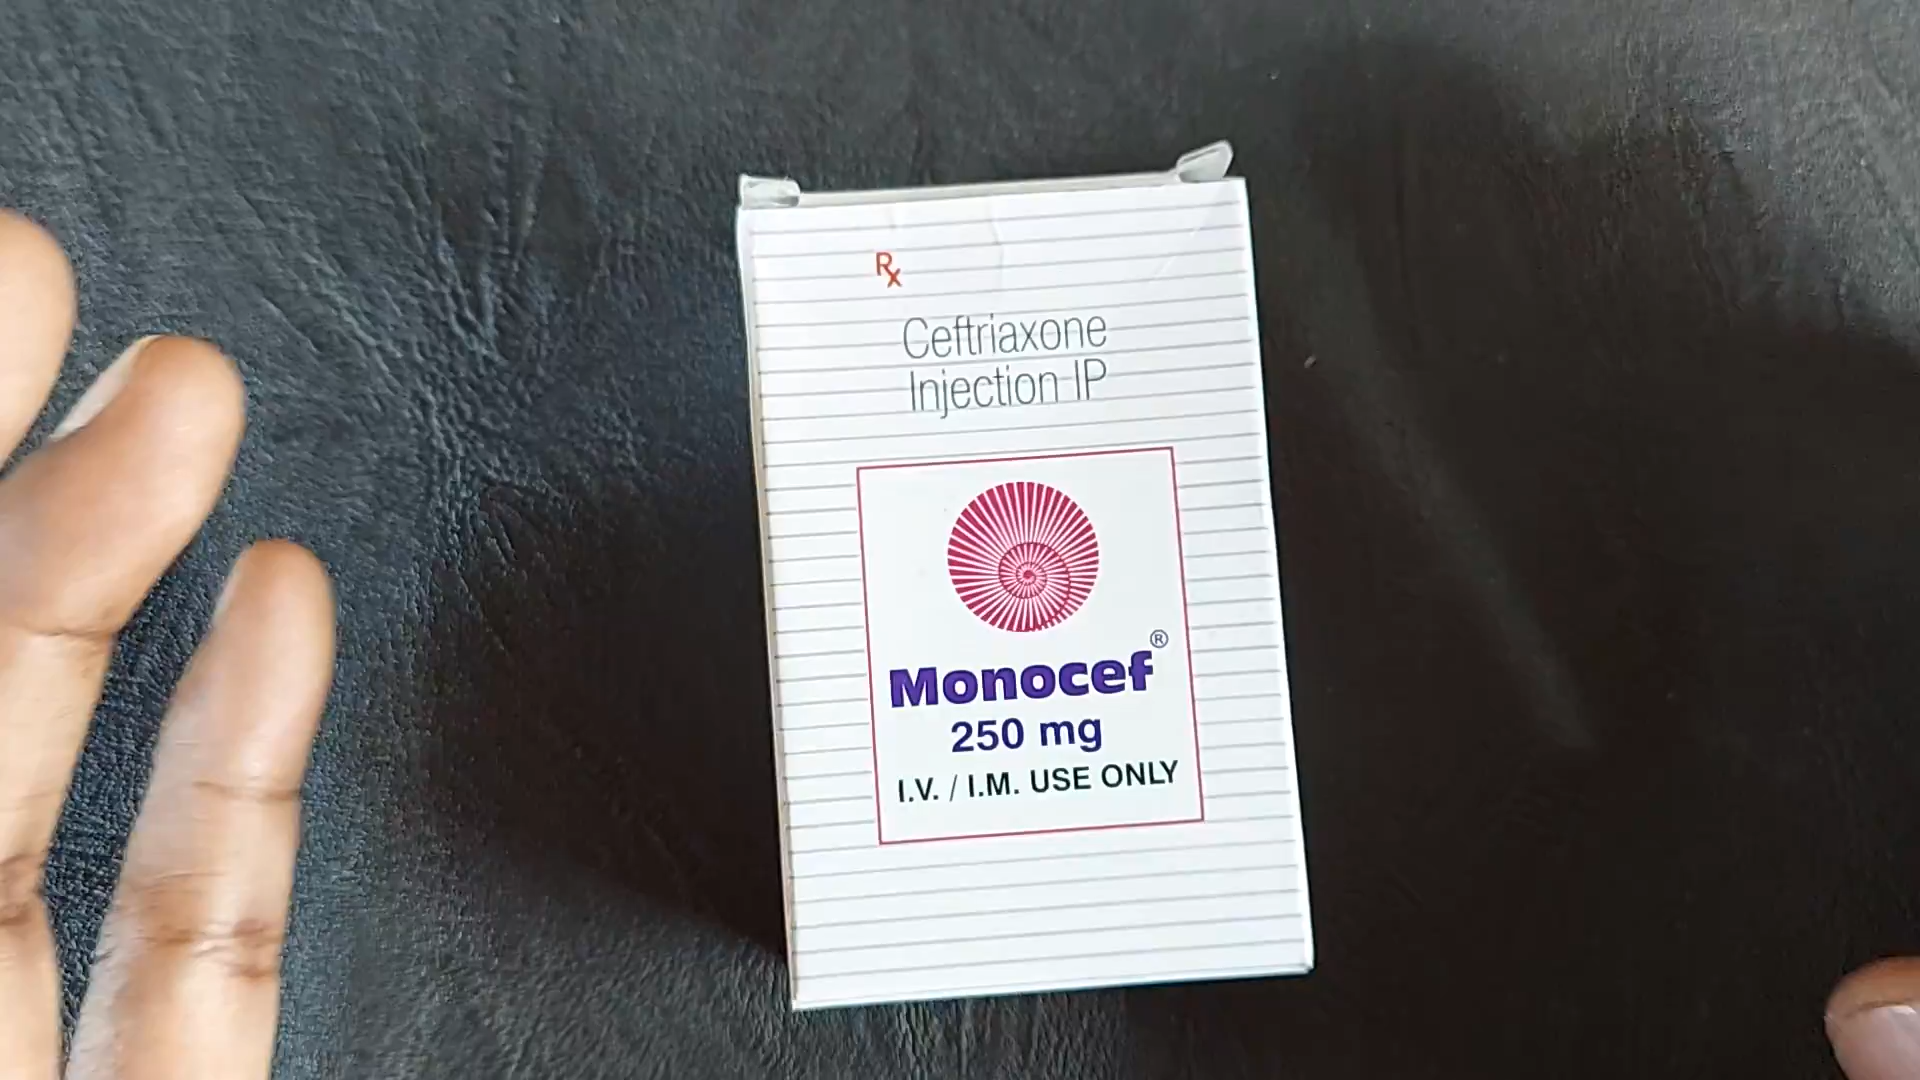 Rx
Ceftriaxone
Injection IP
Monocef®
250 mg
I.V. / I.M. USE ONLY